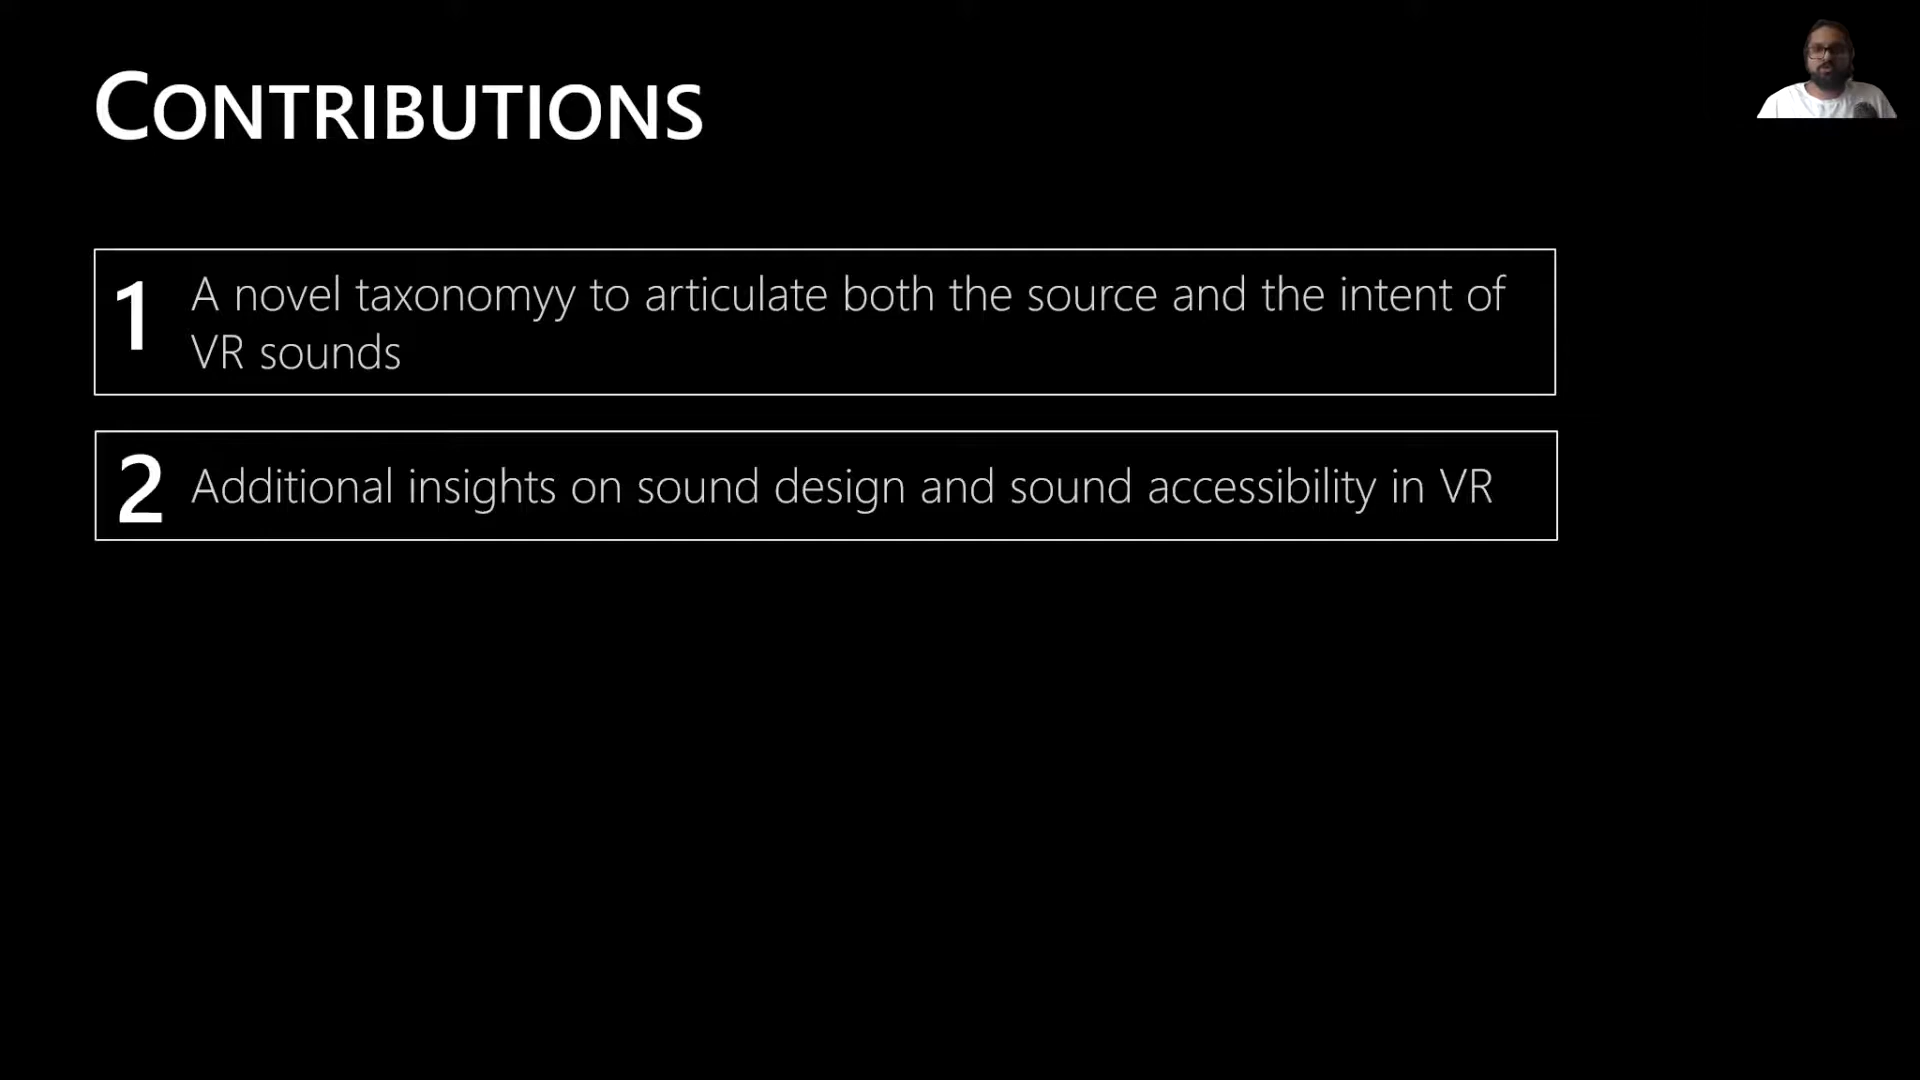 CONTRIBUTIONS
1
A novel taxonomyy to articulate both the source and the intent of
VR sounds
2
Additional insights on sound design and sound accessibility in VR